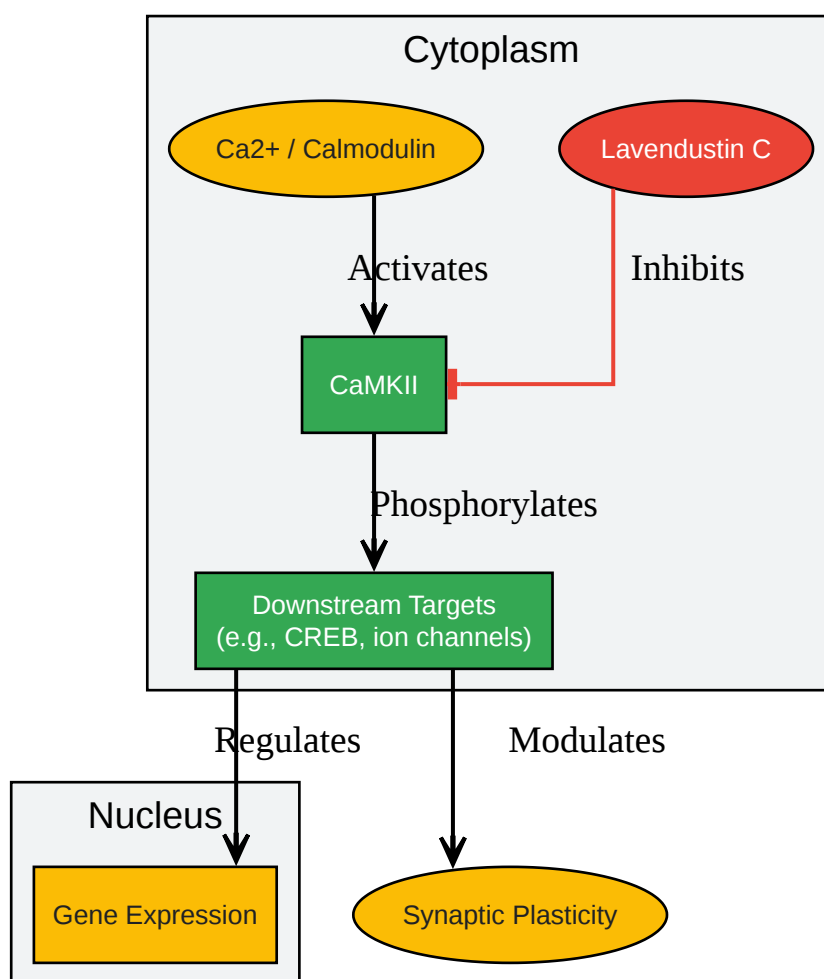 Cytoplasm
Ca2+ / Calmodulin
Lavendustin C
Activates
Inhibits
CaMKII
Phosphorylates
Downstream Targets
(e.g., CREB, ion channels)
Regulates
Modulates
Nucleus
Gene Expression
Synaptic Plasticity